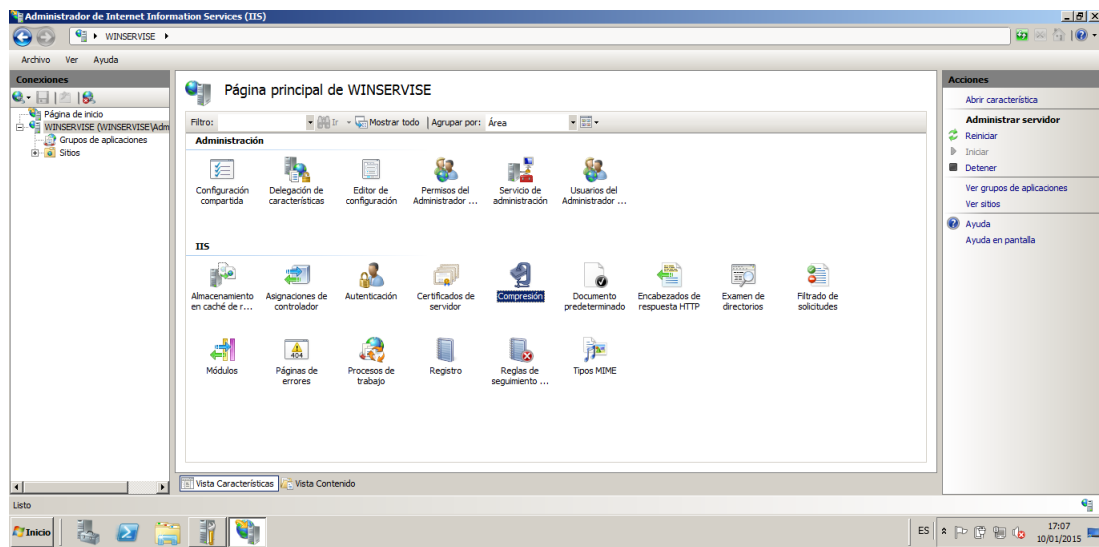 Administrador de Internet Information Services (IIS)
WINSERVISE
Archivo Ver Ayuda
Conexiones
Página de inicio
WINSERVISE (WINSERVISE\Adm
Grupos de aplicaciones
Sitios
Página principal de WINSERVISE
Filtro: Ir Mostrar todo Agrupar por: Área
Administración
Configuración compartida
Delegación de características
Editor de configuración
Permisos del Administrador ...
Servicio de administración
Usuarios del Administrador ...
IIS
Almacenamiento en caché de r...
Asignaciones de controlador
Autenticación
Certificados de servidor
Compresión
Documento predeterminado
Encabezados de respuesta HTTP
Examen de directorios
Filtrado de solicitudes
Módulos
404
Páginas de errores
Procesos de trabajo
Registro
Reglas de seguimiento ...
Tipos MIME
Vista Características Vista Contenido
Acciones
Abrir característica
Administrar servidor
Reiniciar
Iniciar
Detener
Ver grupos de aplicaciones
Ver sitios
Ayuda
Ayuda en pantalla
Listo
Inicio
ES
17:07
10/01/2015